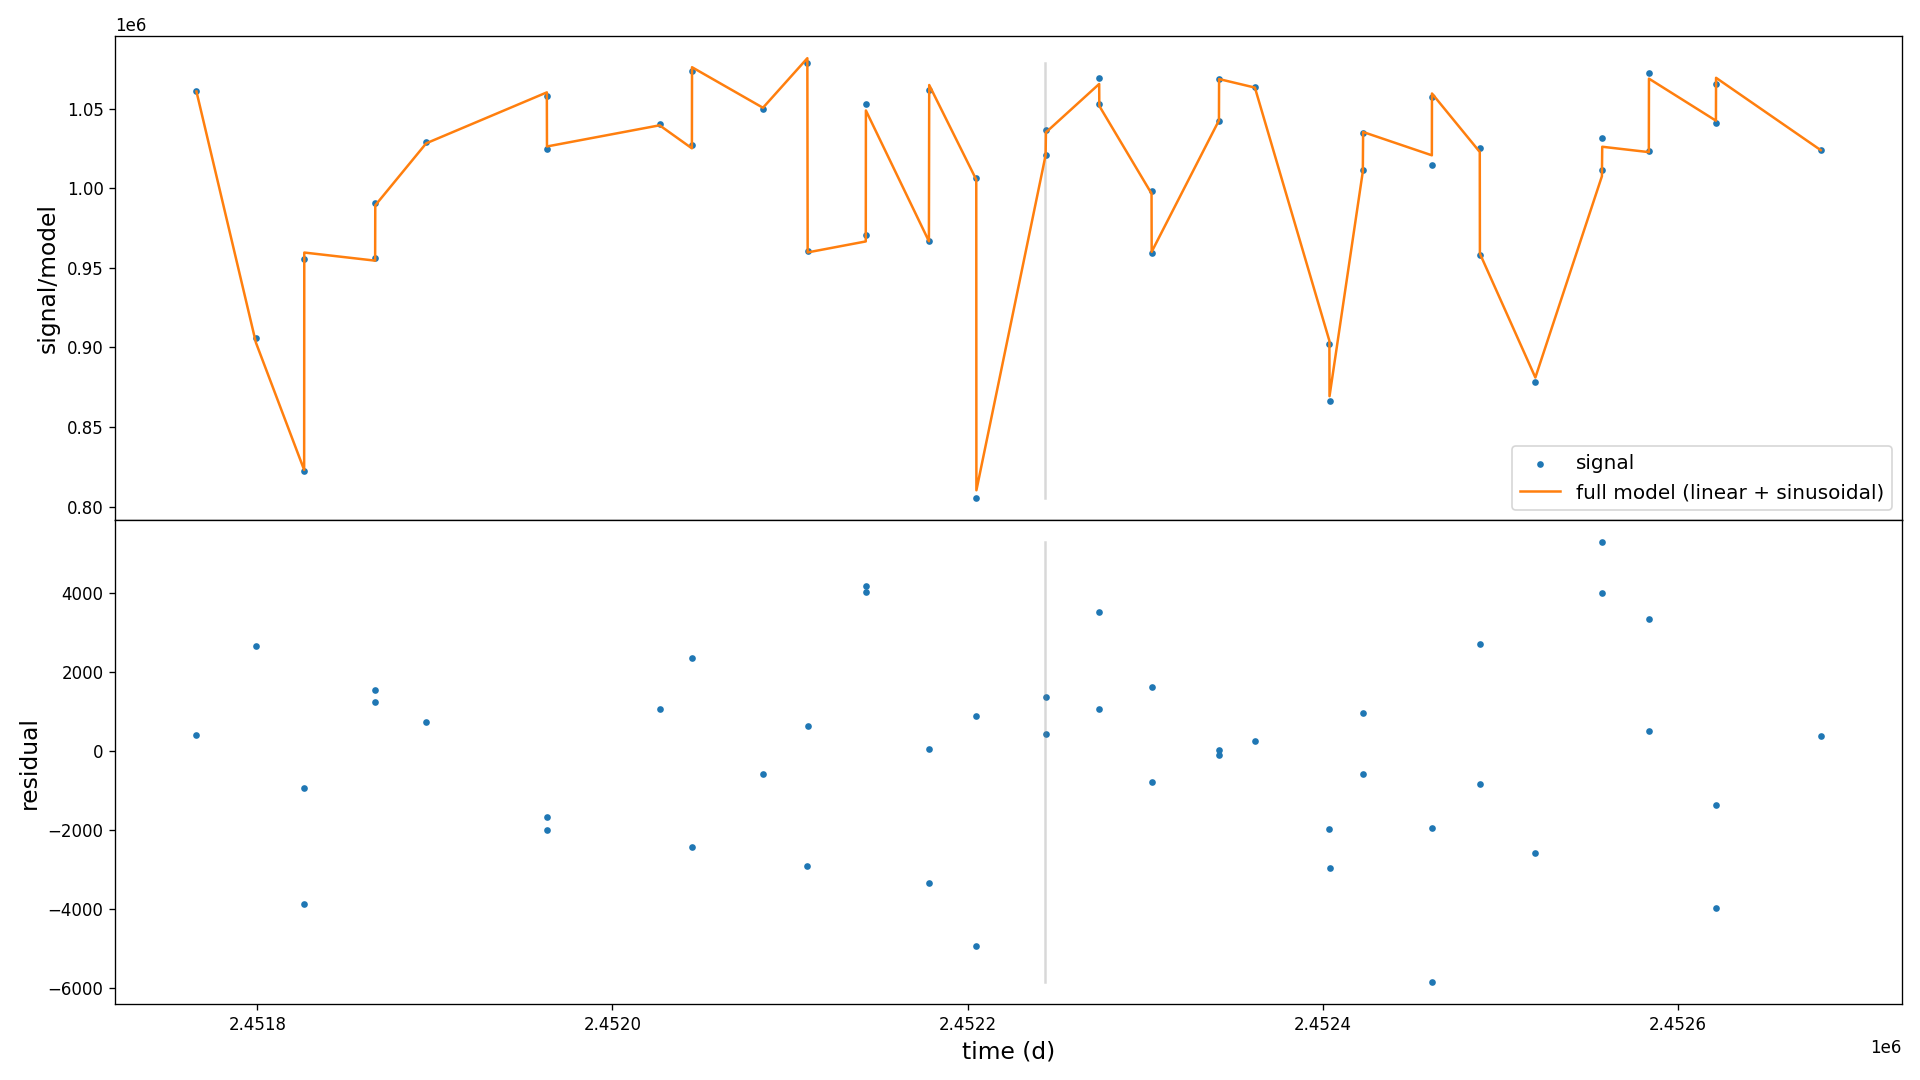 1e6
signal/model
1.05
1.00
0.95
0.90
0.85
0.80
signal
full model (linear + sinusoidal)
residual
4000
2000
0
−2000
−4000
−6000
2.4518
2.4520
2.4522
2.4524
2.4526
time (d)
1e6